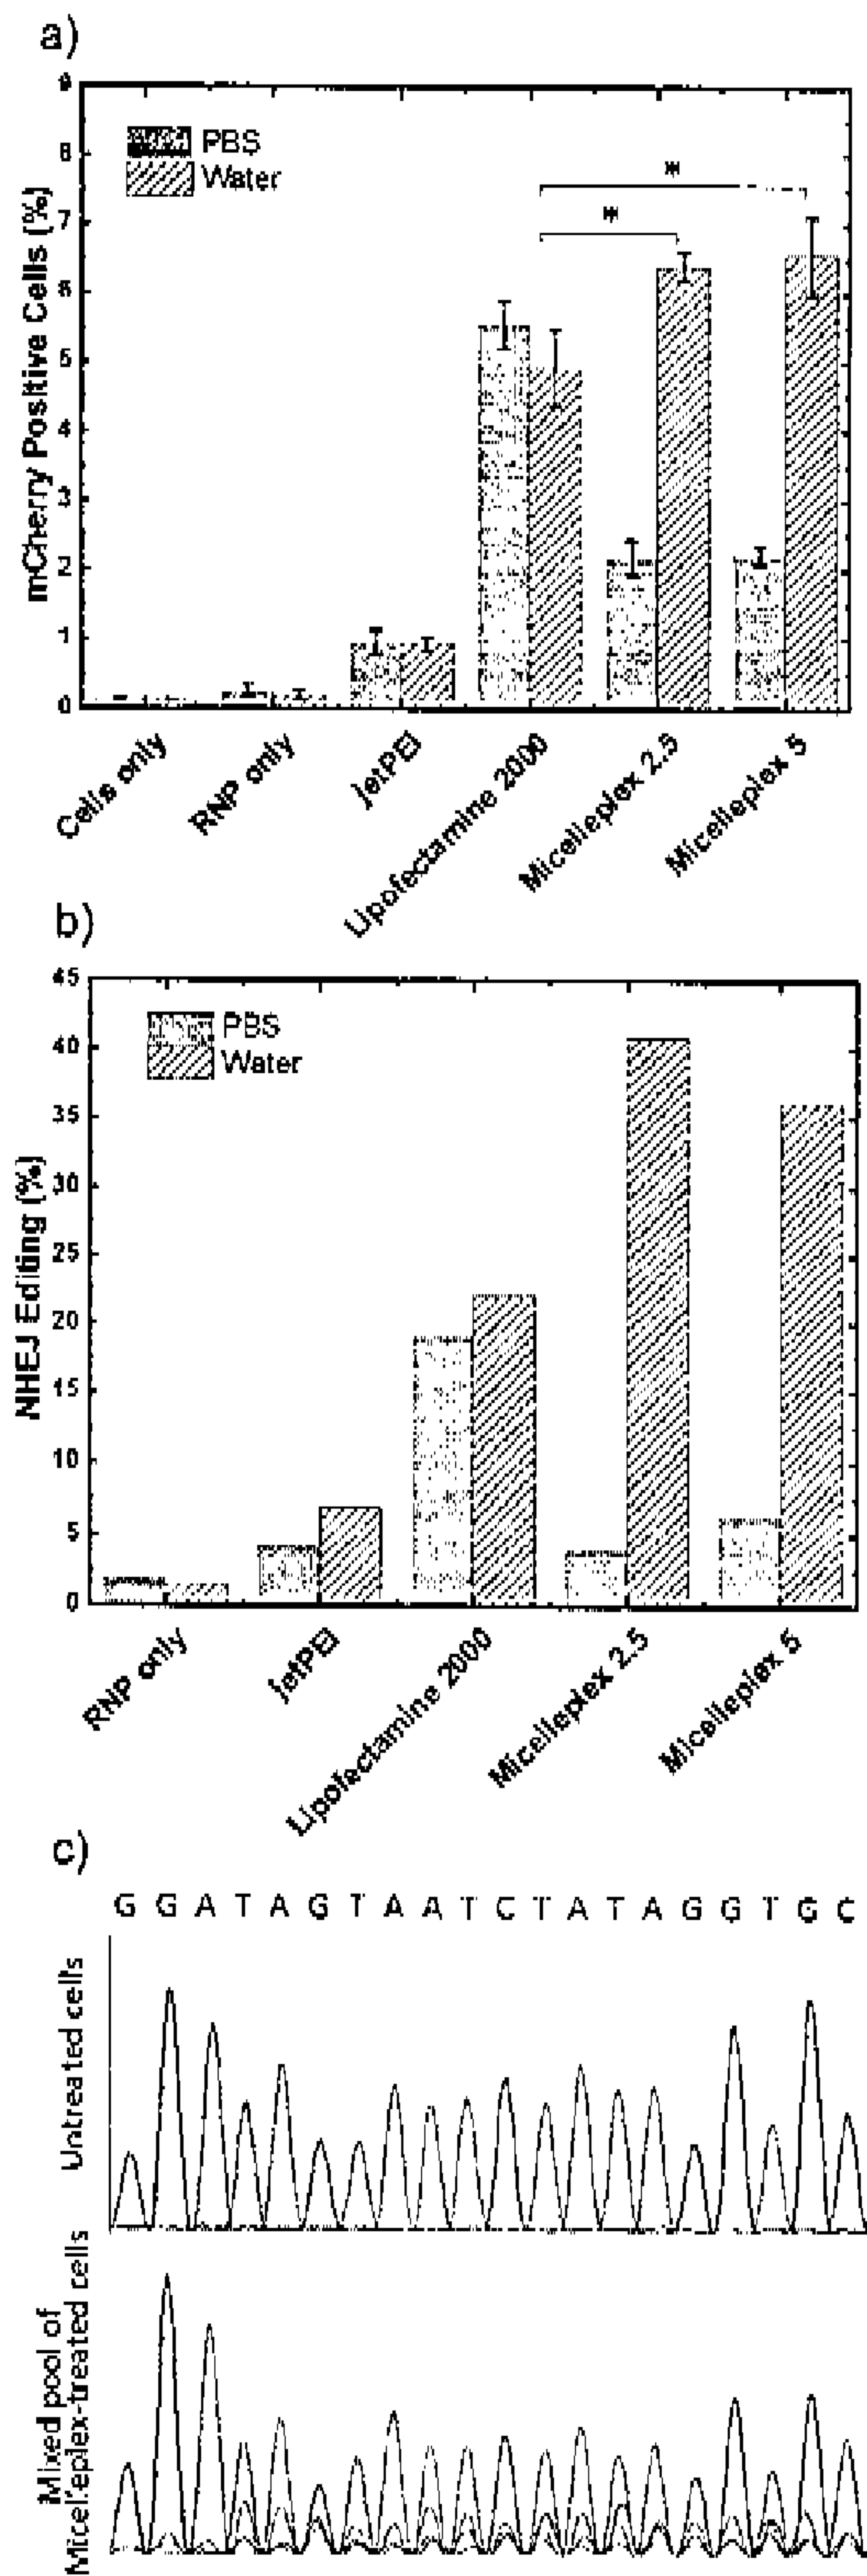 a)
9
8
7
6
5
4
3
2
1
0
mCherry Positive Cells (%)
PBS
Water
*
*
Cells only
RNP only
JetPEI
Lipofectamine 2000
Micelleplex 2.5
Micelleplex 5
b)
45
40
35
30
25
20
15
10
5
0
NHEJ Editing (%)
PBS
Water
RNP only
JetPEI
Lipofectamine 2000
Micelleplex 2.5
Micelleplex 5
c)
G G A T A G T A A T C T A T A G G T G C
Untreated cells
Mixed pool of
Micelleplex-treated cells